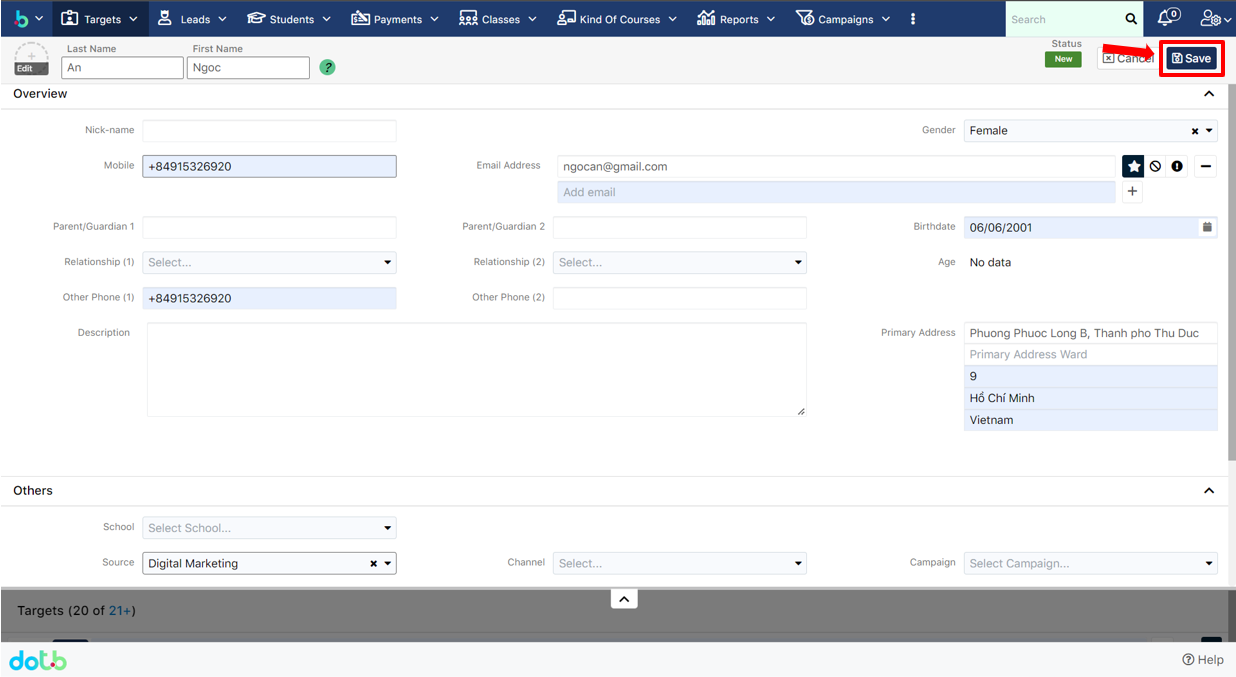 Targets Leads Students Payments Classes Kind Of Courses Reports Campaigns Search 0
Edit
Last Name First Name
An Ngoc ?
Status
New
Cancel
Save
Overview
Nick-name
Gender Female
Mobile +84915326920
Email Address ngocan@gmail.com
Add email
Parent/Guardian 1 Parent/Guardian 2 Birthdate 06/06/2001
Relationship (1) Select... Relationship (2) Select... Age No data
Other Phone (1) +84915326920 Other Phone (2)
Description
Primary Address Phuong Phuoc Long B, Thanh pho Thu Duc
Primary Address Ward
9
Hồ Chí Minh
Vietnam
Others
School Select School...
Source Digital Marketing Channel Select... Campaign Select Campaign...
Targets (20 of 21+)
dotb Help